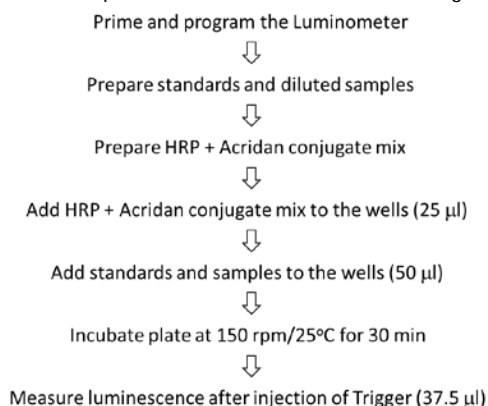 Prime and program the Luminometer
Prepare standards and diluted samples
Prepare HRP + Acridan conjugate mix
Add HRP + Acridan conjugate mix to the wells (25 µl)
Add standards and samples to the wells (50 µl)
Incubate plate at 150 rpm/25ºC for 30 min
Measure luminescence after injection of Trigger (37.5 µl)